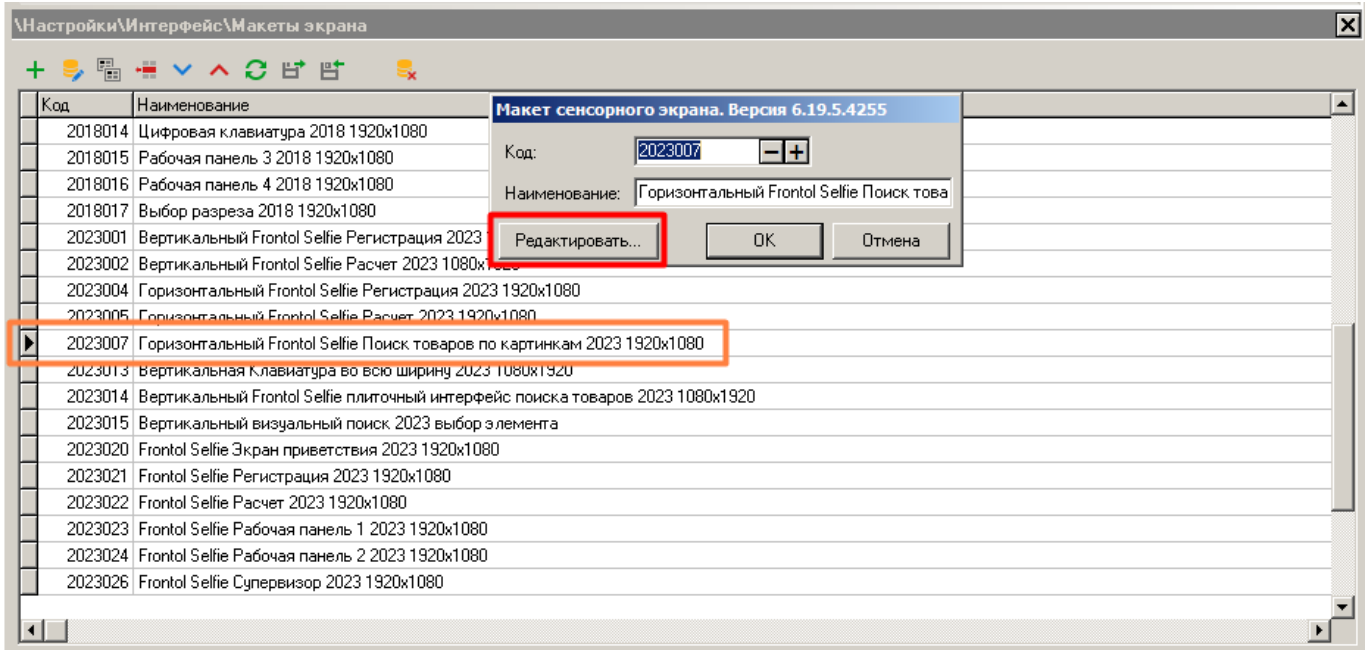 \Настройки\Интерфейс\Макеты экрана
Код Наименование
Макет сенсорного экрана. Версия 6.19.5.4255
Код: 2023007
Наименование: Горизонтальный Frontol Selfie Поиск това
Редактировать... ОК Отмена
2018014 Цифровая клавиатура 2018 1920x1080
2018015 Рабочая панель 3 2018 1920x1080
2018016 Рабочая панель 4 2018 1920x1080
2018017 Выбор разреза 2018 1920x1080
2023001 Вертикальный Frontol Selfie Регистрация 2023
2023002 Вертикальный Frontol Selfie Расчет 2023 1080x1920
2023004 Горизонтальный Frontol Selfie Регистрация 2023 1920x1080
2023005 Горизонтальный Frontol Selfie Расчет 2023 1920x1080
2023007 Горизонтальный Frontol Selfie Поиск товаров по картинкам 2023 1920x1080
2023013 Вертикальная Клавиатура во всю ширину 2023 1080x1920
2023014 Вертикальный Frontol Selfie плиточный интерфейс поиска товаров 2023 1080x1920
2023015 Вертикальный визуальный поиск 2023 выбор элемента
2023020 Frontol Selfie Экран приветствия 2023 1920x1080
2023021 Frontol Selfie Регистрация 2023 1920x1080
2023022 Frontol Selfie Расчет 2023 1920x1080
2023023 Frontol Selfie Рабочая панель 1 2023 1920x1080
2023024 Frontol Selfie Рабочая панель 2 2023 1920x1080
2023026 Frontol Selfie Супервизор 2023 1920x1080